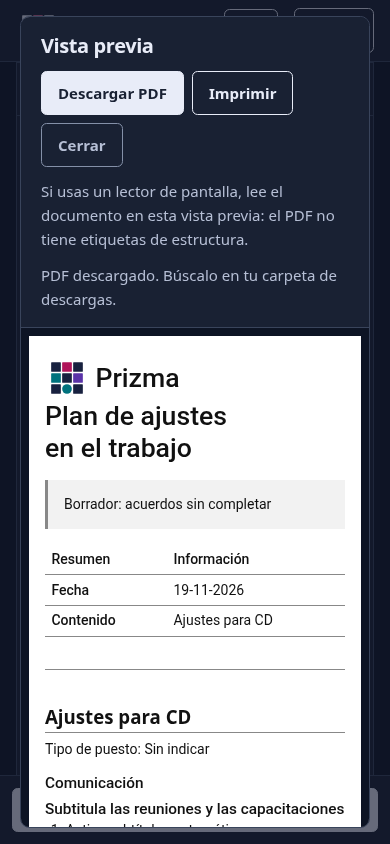 Vista previa
Descargar PDF
Imprimir
Cerrar
Si usas un lector de pantalla, lee el
documento en esta vista previa: el PDF no
tiene etiquetas de estructura.
PDF descargado. Búscalo en tu carpeta de
descargas.
Prizma
Plan de ajustes
en el trabajo
Borrador: acuerdos sin completar
Resumen Información
Fecha 19-11-2026
Contenido Ajustes para CD
Ajustes para CD
Tipo de puesto: Sin indicar
Comunicación
Subtitula las reuniones y las capacitaciones